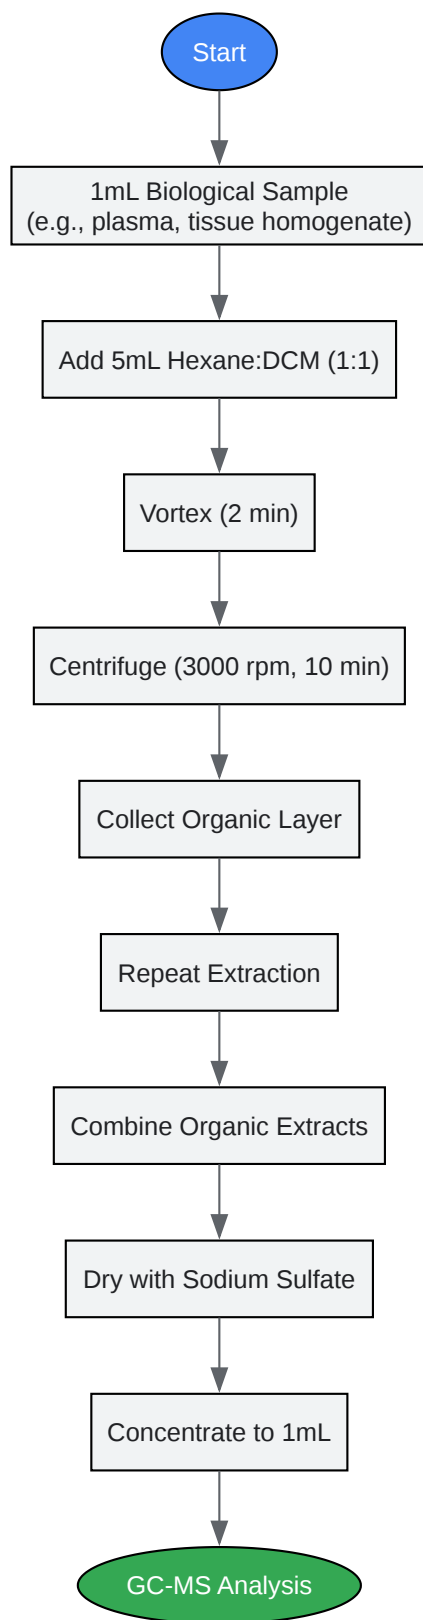 Start
1mL Biological Sample
(e.g., plasma, tissue homogenate)
Add 5mL Hexane:DCM (1:1)
Vortex (2 min)
Centrifuge (3000 rpm, 10 min)
Collect Organic Layer
Repeat Extraction
Combine Organic Extracts
Dry with Sodium Sulfate
Concentrate to 1mL
GC-MS Analysis